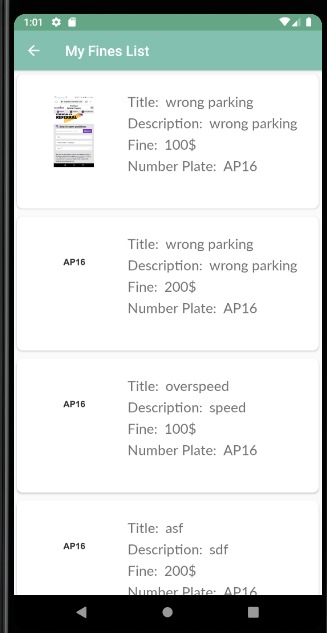 1:01
My Fines List
REFERRAL
Title: wrong parking
Description: wrong parking
Fine: 100$
Number Plate: AP16
AP16
Title: wrong parking
Description: wrong parking
Fine: 200$
Number Plate: AP16
AP16
Title: overspeed
Description: speed
Fine: 100$
Number Plate: AP16
AP16
Title: asf
Description: sdf
Fine: 200$
Number Plate: AP16